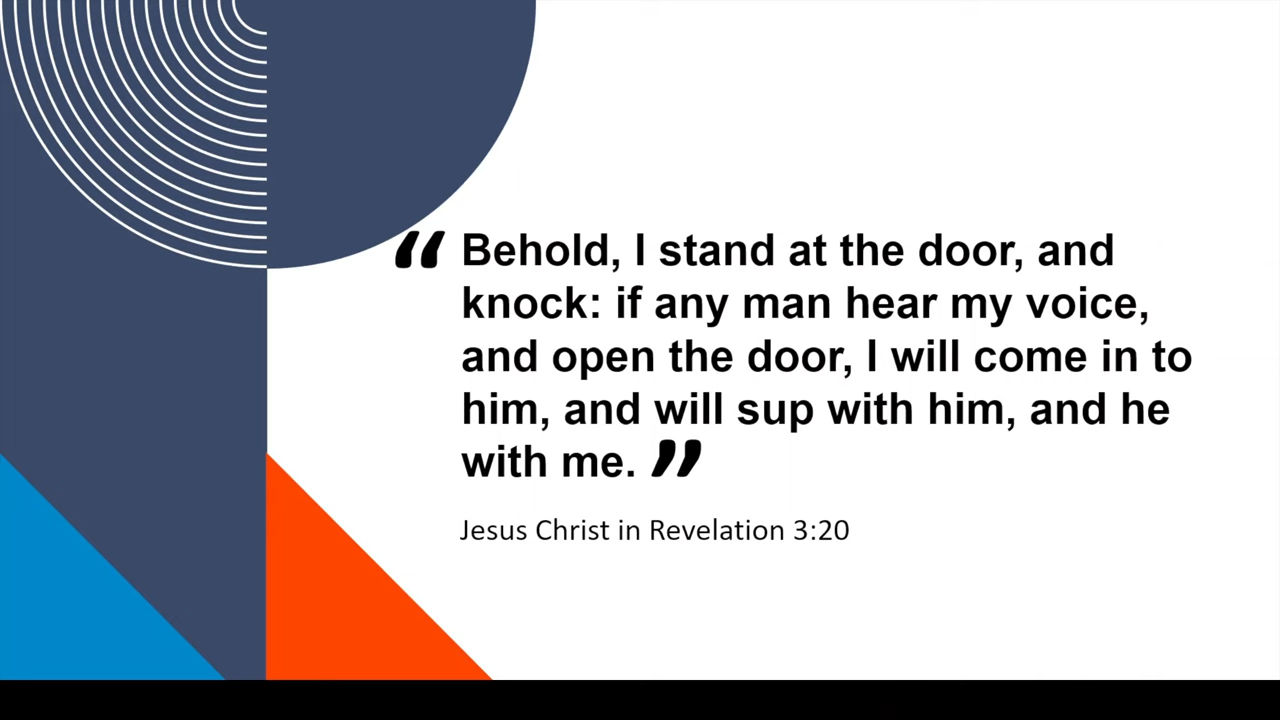 “ Behold, I stand at the door, and
knock: if any man hear my voice,
and open the door, I will come in to
him, and will sup with him, and he
with me. ”
Jesus Christ in Revelation 3:20